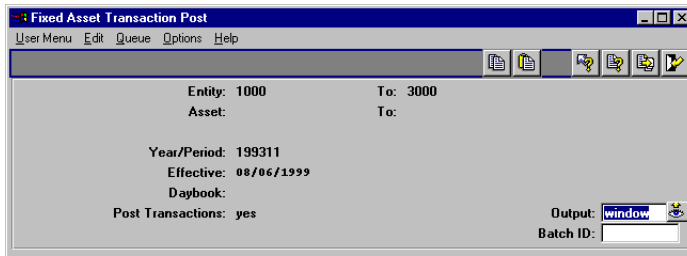 Fixed Asset Transaction Post
User Menu Edit Queue Options Help
Entity: 1000 To: 3000
Asset: To:
Year/Period: 199311
Effective: 08/06/1999
Daybook:
Post Transactions: yes
Output: window
Batch ID: